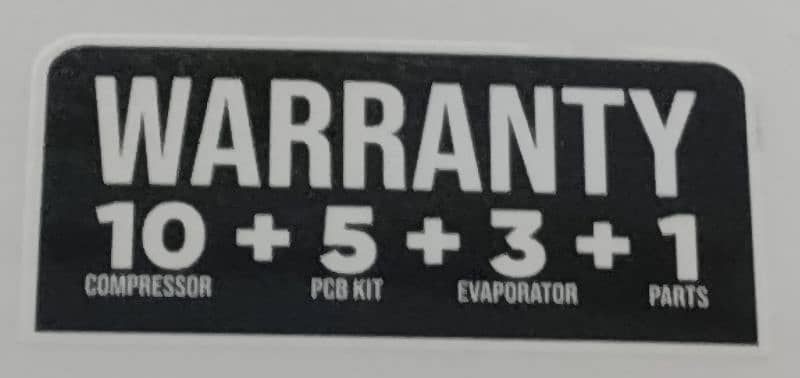 WARRANTY
10 + 5 + 3 + 1
COMPRESSOR PCB KIT EVAPORATOR PARTS